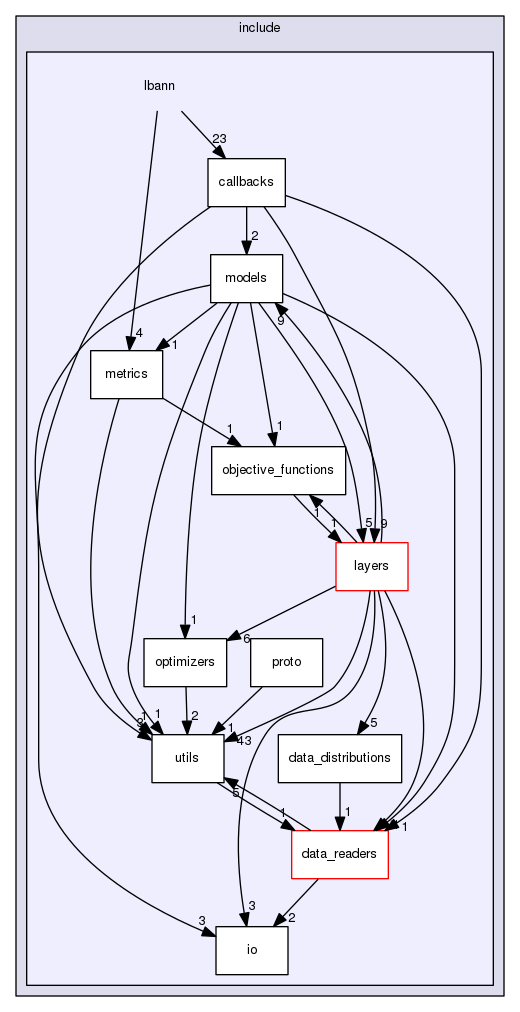 include
lbann
23
callbacks
2
models
9
4
1
metrics
1
1
objective_functions
1
1
5
9
layers
1
6
optimizers
proto
2
1
1
1
3
43
5
utils
data_distributions
5
1
1
1
data_readers
3
3
2
io